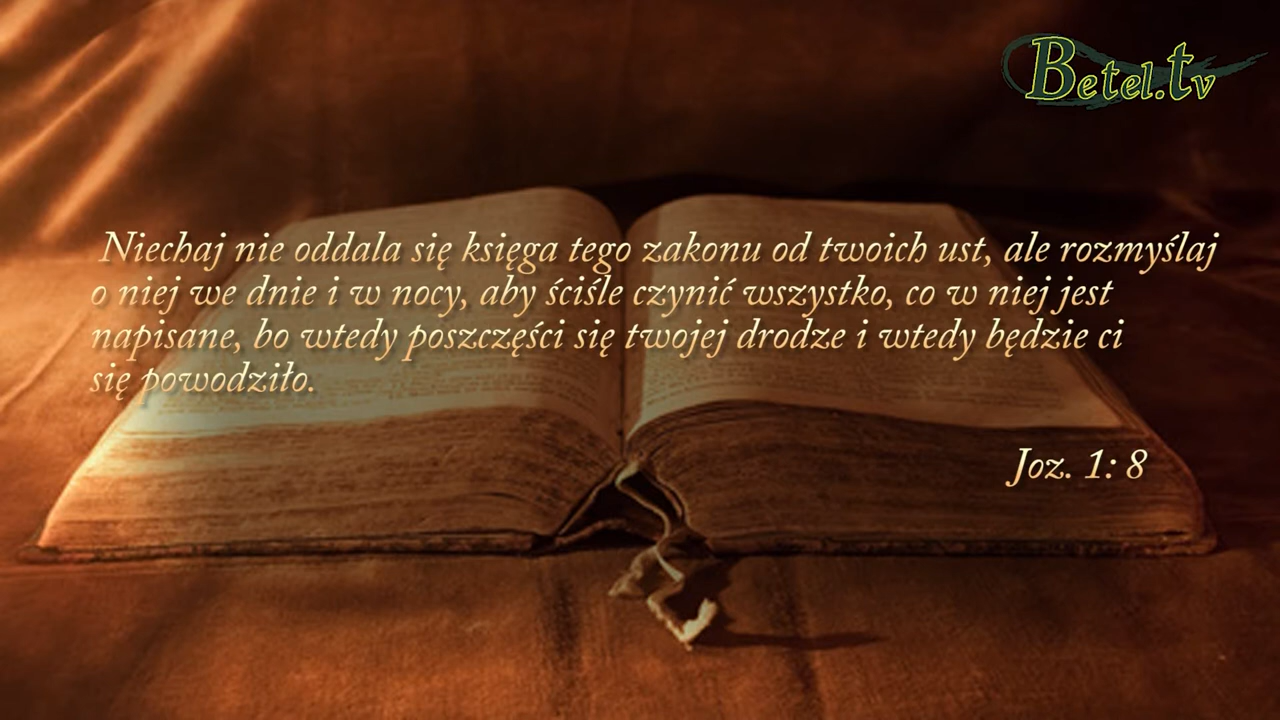 Betel.tv
Niechaj nie oddala się księga tego zakonu od twoich ust, ale rozmyślaj
o niej we dnie i w nocy, aby ściśle czynić wszystko, co w niej jest
napisane, bo wtedy poszczęści się twojej drodze i wtedy będzie ci
się powodziło.
Joz. 1: 8